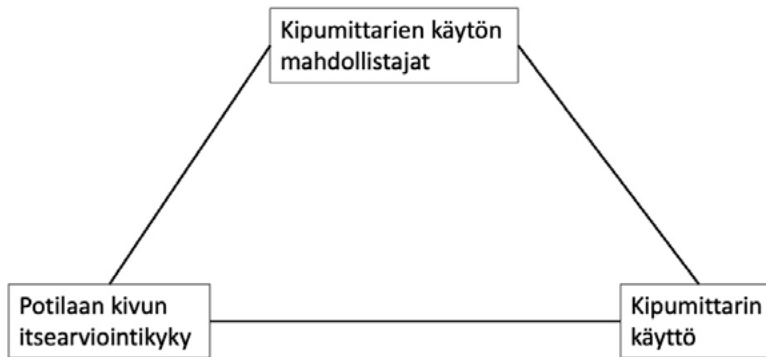 Kipumittarien käytön
mahdollistajat
Potilaan kivun
itsearviointikyky
Kipumittarin
käyttö